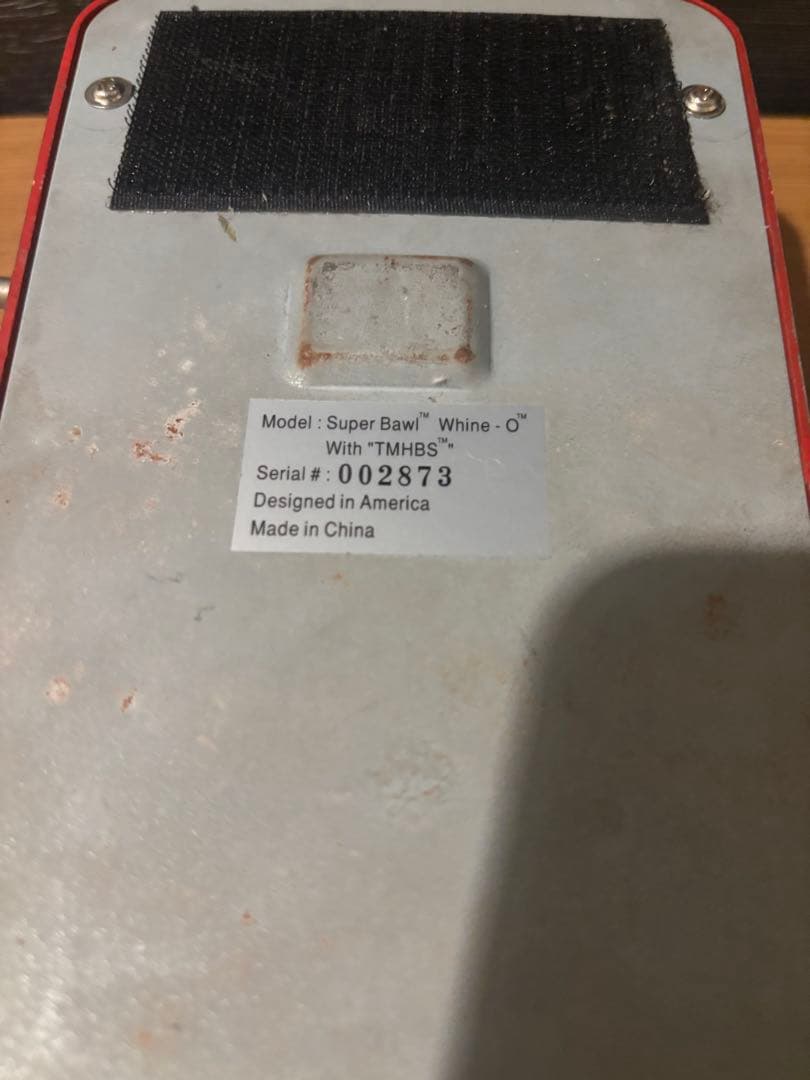 Model : Super Bawl™ Whine - O™
With "TMHBS™"
Serial # : 002873
Designed in America
Made in China